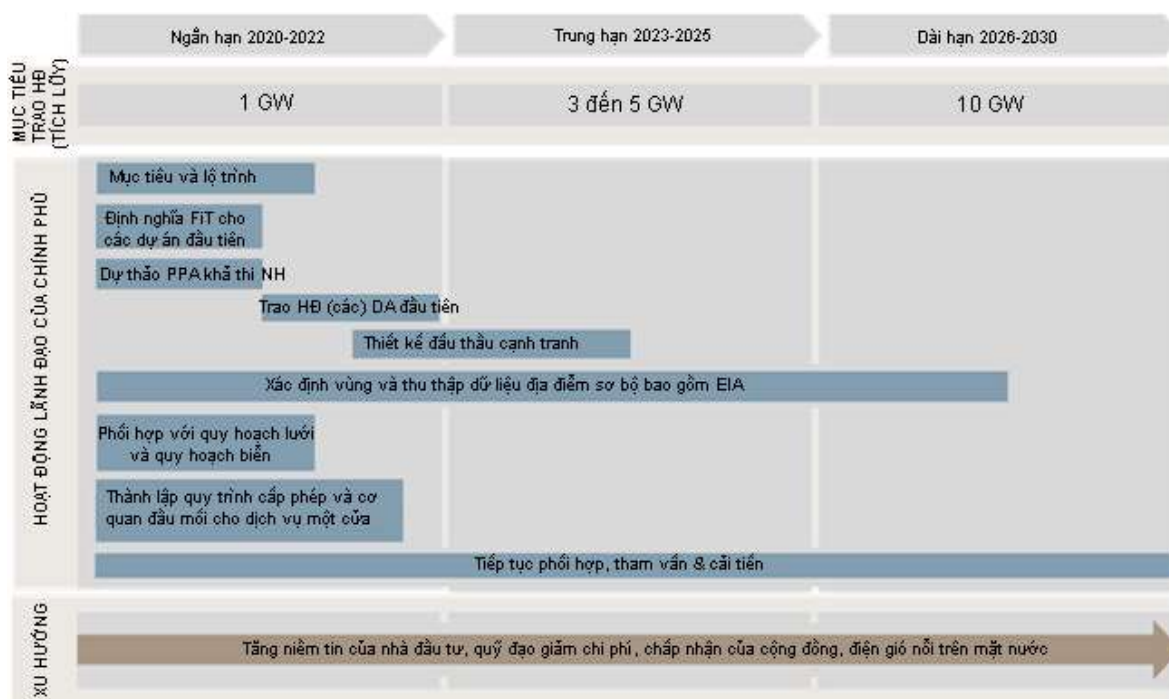 Ngắn hạn 2020-2022
Trung hạn 2023-2025
Dài hạn 2026-2030
MỤC TIÊU
TRAO HĐ
(TÍCH LŨY)
1 GW
3 đến 5 GW
10 GW
HOẠT ĐỘNG LÃNH ĐẠO CỦA CHÍNH PHỦ
Mục tiêu và lộ trình
Định nghĩa FiT cho
các dự án đầu tiên
Dự thảo PPA khả thi NH
Trao HĐ (các) DA đầu tiên
Thiết kế đấu thầu cạnh tranh
Xác định vùng và thu thập dữ liệu địa điểm sơ bộ bao gồm EIA
Phối hợp với quy hoạch lưới
và quy hoạch biển
Thành lập quy trình cấp phép và cơ
quan đầu mối cho dịch vụ một cửa
Tiếp tục phối hợp, tham vấn & cải tiến
XU HƯỚNG
Tăng niềm tin của nhà đầu tư, quỹ đạo giảm chi phí, chấp nhận của cộng đồng, điện gió nổi trên mặt nước